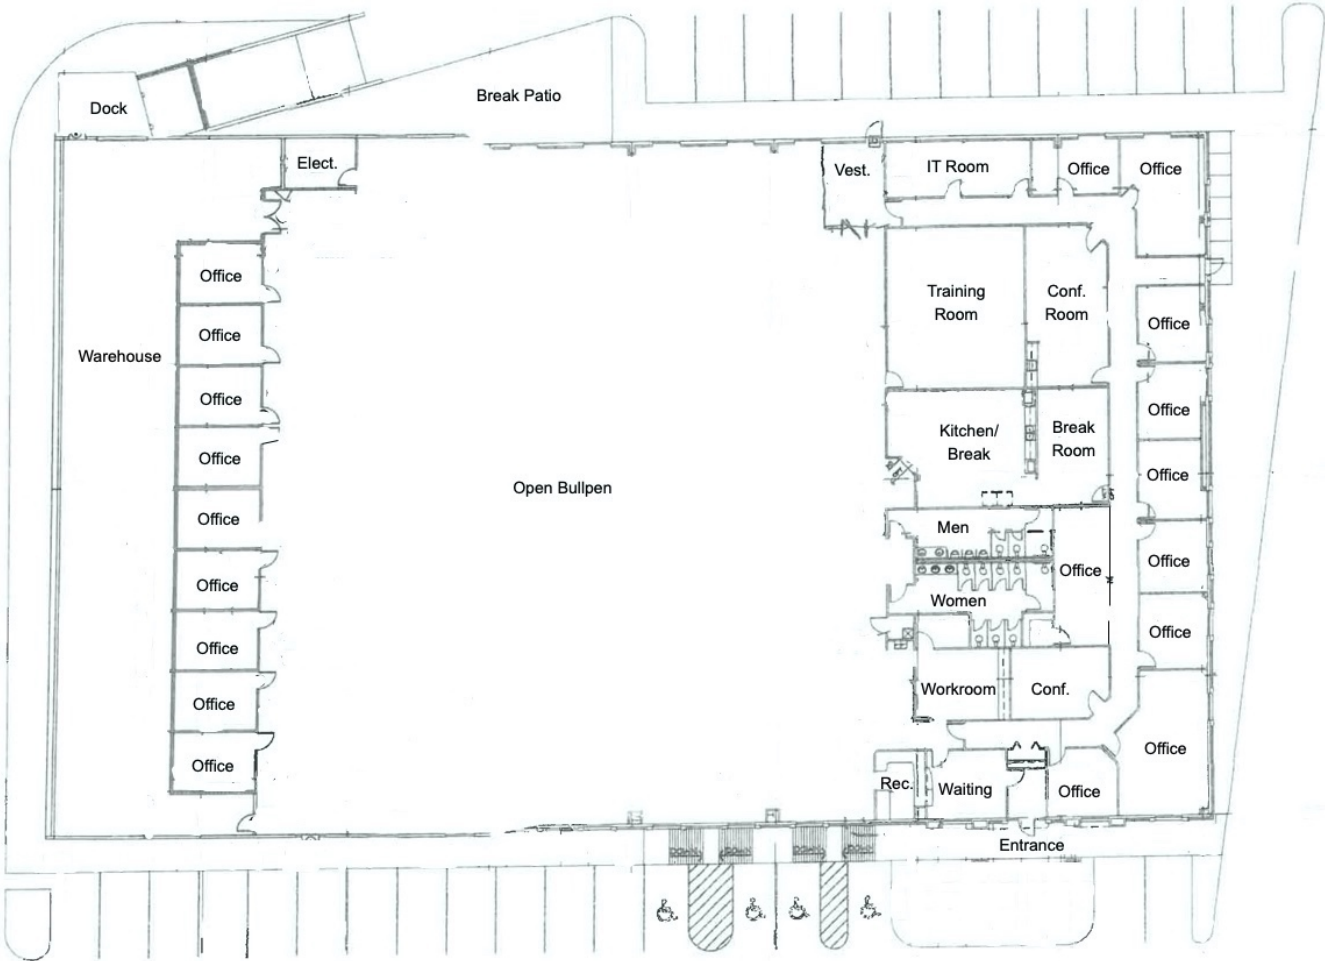 Dock
Break Patio
Elect.
Vest.
IT Room
Office
Office
Office
Office
Office
Office
Office
Office
Office
Office
Office
Warehouse
Training
Room
Conf.
Room
Office
Office
Office
Office
Office
Kitchen/
Break
Break
Room
Open Bullpen
Men
Women
Office
Workroom
Conf.
Office
Rec.
Waiting
Office
Entrance